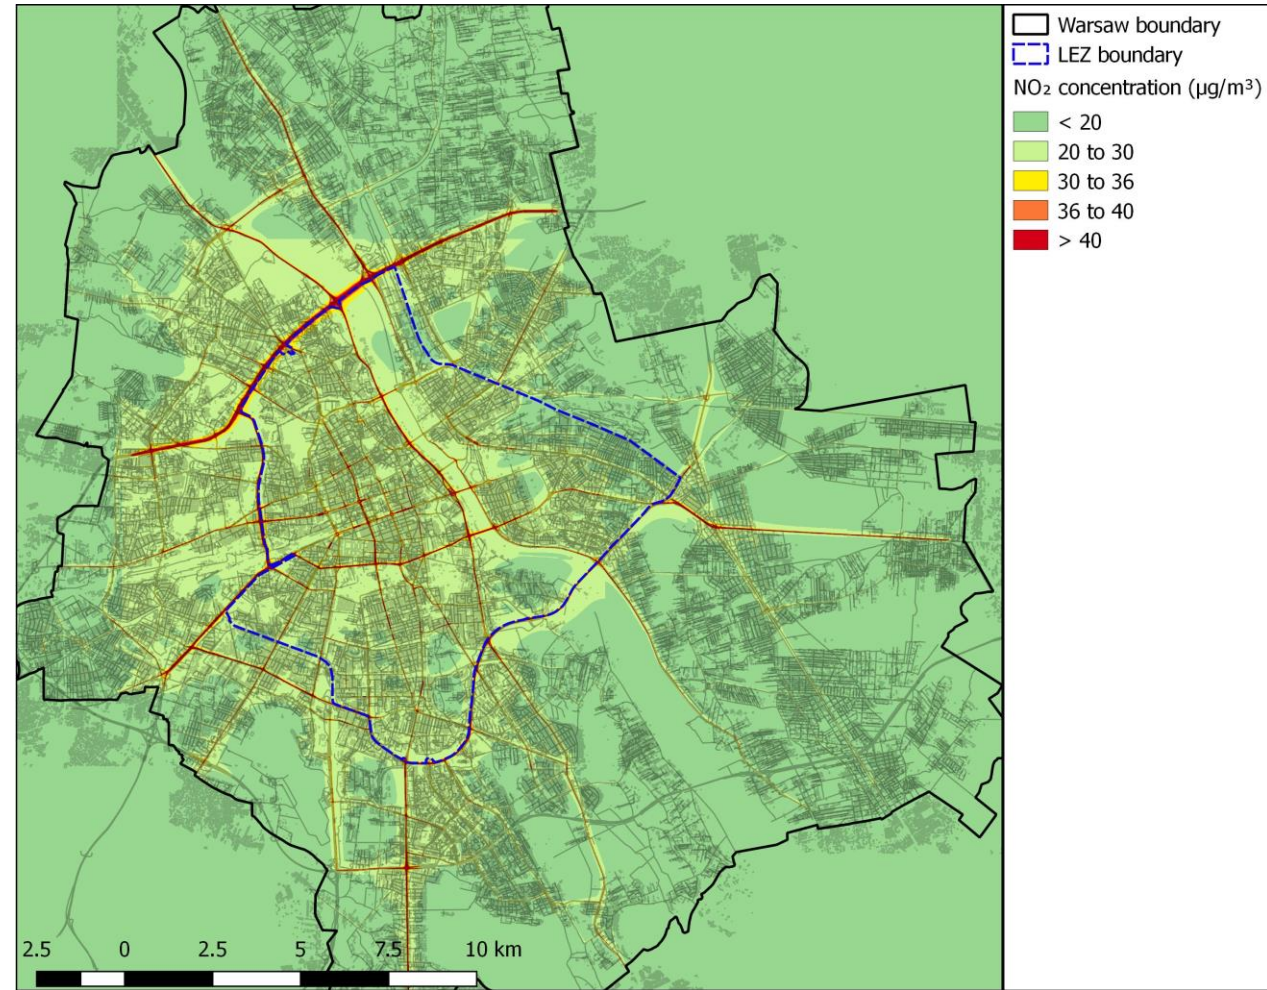 Warsaw boundary
LEZ boundary
NO₂ concentration (µg/m³)
< 20
20 to 30
30 to 36
36 to 40
> 40
2.5 0 2.5 5 7.5 10 km